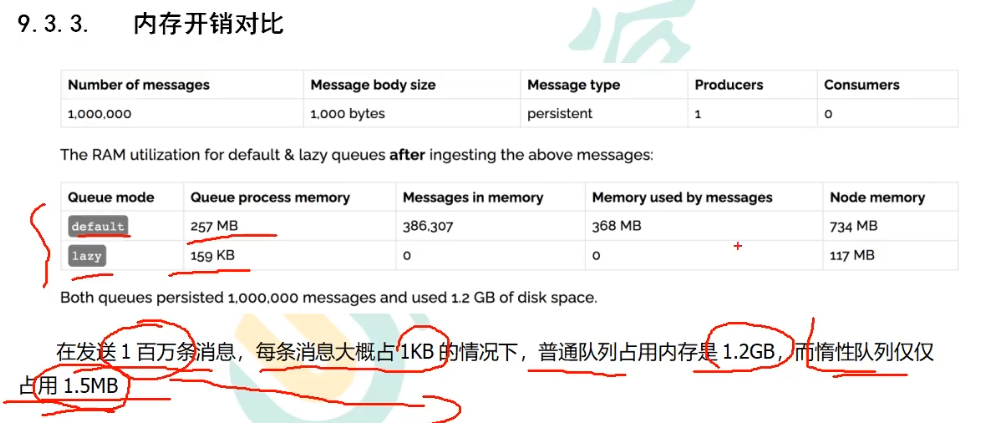 9.3.3. 内存开销对比
Number of messages Message body size Message type Producers Consumers
1,000,000 1,000 bytes persistent 1 0
The RAM utilization for default & lazy queues after ingesting the above messages:
Queue mode Queue process memory Messages in memory Memory used by messages Node memory
default 257 MB 386,307 368 MB 734 MB
lazy 159 KB 0 0 117 MB
Both queues persisted 1,000,000 messages and used 1.2 GB of disk space.
在发送 1 百万条消息，每条消息大概占 1KB 的情况下，普通队列占用内存是 1.2GB，而惰性队列仅仅
占用 1.5MB